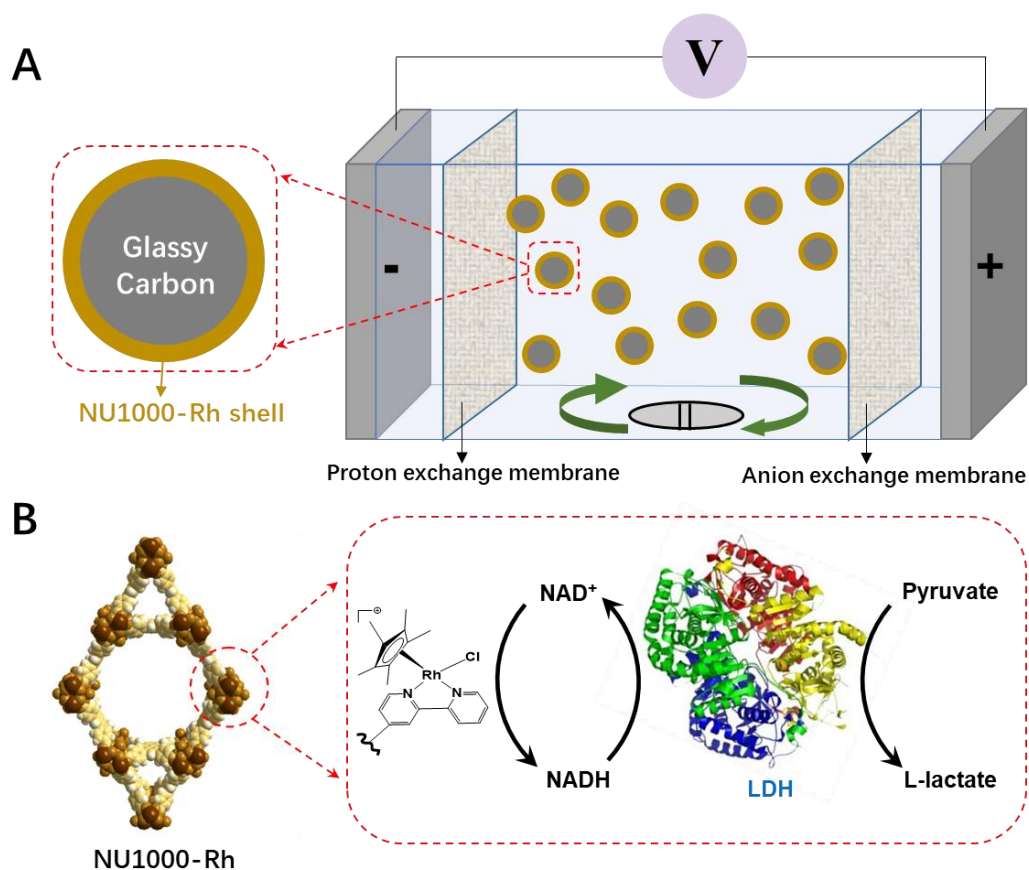 A
V
Glassy
Carbon
-
+
NU1000-Rh shell
Proton exchange membrane
Anion exchange membrane
B
NAD⁺
Pyruvate
⊕
Cl
Rh
N
N
NADH
LDH
L-lactate
NU1000-Rh